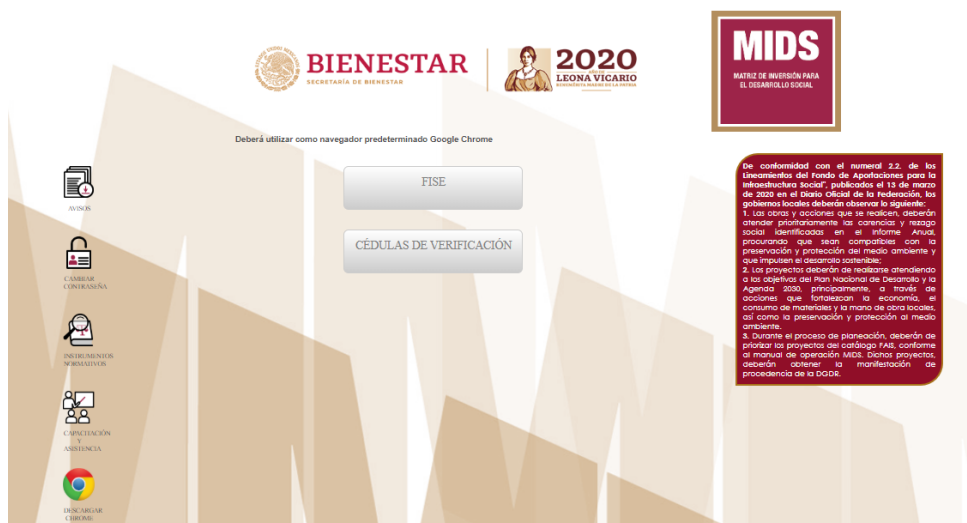 BIENESTAR
SECRETARÍA DE BIENESTAR
2020
AÑO DE
LEONA VICARIO
BENEMÉRITA MADRE DE LA PATRIA
MIDS
MATRIZ DE INVERSIÓN PARA
EL DESARROLLO SOCIAL
Deberá utilizar como navegador predeterminado Google Chrome
AVISOS
CAMBIAR
CONTRASEÑA
INSTRUMENTOS
NORMATIVOS
CAPACITACIÓN
Y
ASISTENCIA
DESCARGAR
CHROME
FISE
CÉDULAS DE VERIFICACIÓN
De conformidad con el numeral 2.2. de los
Lineamientos del Fondo de Aportaciones para la
Infraestructura Social", publicados el 13 de marzo
de 2020 en el Diario Oficial de la Federación, los
gobiernos locales deberán observar lo siguiente:
1. Las obras y acciones que se realicen, deberán
atender prioritariamente las carencias y rezago
social identificadas en el Informe Anual,
procurando que sean compatibles con la
preservación y protección del medio ambiente y
que impulsen el desarrollo sostenible;
2. Los proyectos deberán de realizarse atendiendo
a los objetivos del Plan Nacional de Desarrollo y la
Agenda 2030, principalmente, a través de
acciones que fortalezcan la economía, el
consumo de materiales y la mano de obra locales,
así como la preservación y protección al medio
ambiente.
3. Durante el proceso de planeación, deberán de
priorizar los proyectos del catálogo FAIS, conforme
al manual de operación MIDS. Dichos proyectos,
deberán obtener la manifestación de
procedencia de la DGDR.